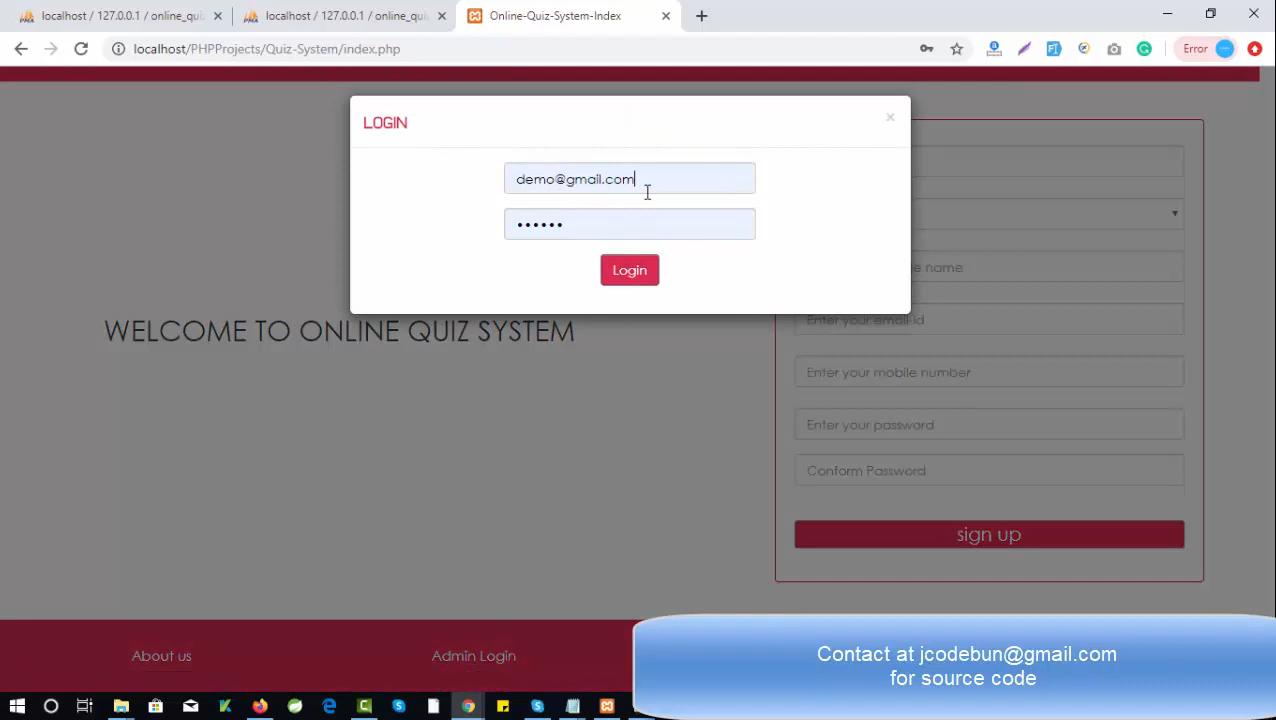 localhost / 127.0.0.1 / online_qui
localhost / 127.0.0.1 / online_qui
Online-Quiz-System-Index
localhost/PHPProjects/Quiz-System/index.php
Error
LOGIN
×
demo@gmail.com
••••••
Login
WELCOME TO ONLINE QUIZ SYSTEM
name
Enter your email id
Enter your mobile number
Enter your password
Conform Password
sign up
About us
Admin Login
Contact at jcodebun@gmail.com
for source code